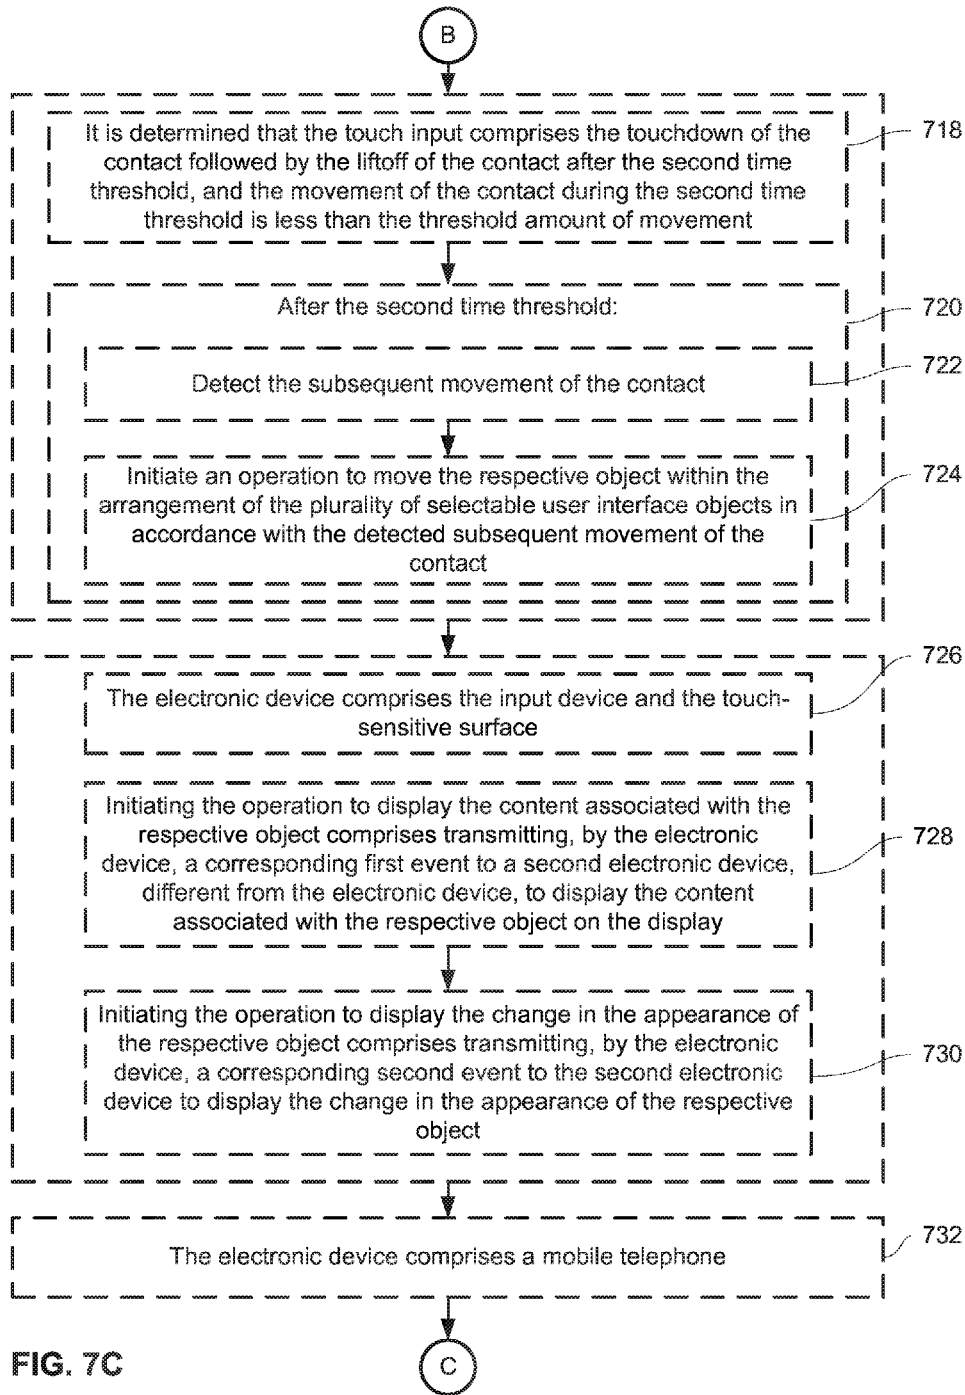 B
It is determined that the touch input comprises the touchdown of the
contact followed by the liftoff of the contact after the second time
threshold, and the movement of the contact during the second time
threshold is less than the threshold amount of movement
718
After the second time threshold:
720
Detect the subsequent movement of the contact
722
Initiate an operation to move the respective object within the
arrangement of the plurality of selectable user interface objects in
accordance with the detected subsequent movement of the
contact
724
The electronic device comprises the input device and the touch-
sensitive surface
726
Initiating the operation to display the content associated with the
respective object comprises transmitting, by the electronic
device, a corresponding first event to a second electronic device,
different from the electronic device, to display the content
associated with the respective object on the display
728
Initiating the operation to display the change in the appearance of
the respective object comprises transmitting, by the electronic
device, a corresponding second event to the second electronic
device to display the change in the appearance of the respective
object
730
The electronic device comprises a mobile telephone
732
C
FIG. 7C